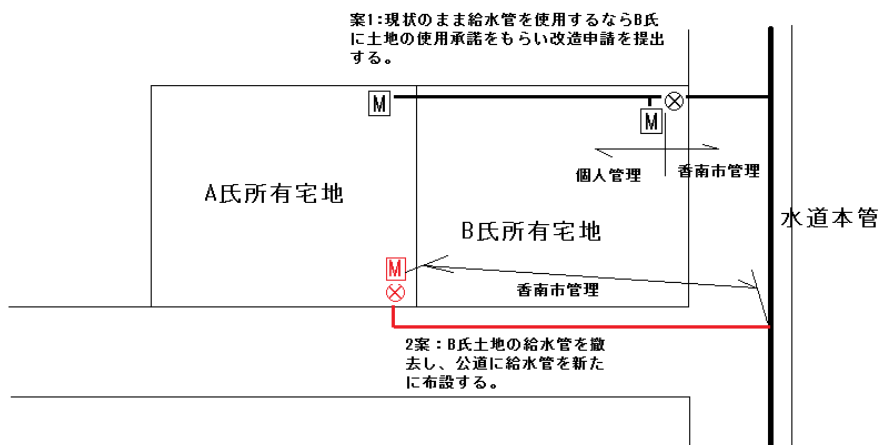 案1:現状のまま給水管を使用するならB氏
に土地の使用承諾をもらい改造申請を提出
する。
M
M
個人管理
香南市管理
A氏所有宅地
水道本管
B氏所有宅地
M
香南市管理
2案：B氏土地の給水管を撤
去し、公道に給水管を新た
に布設する。